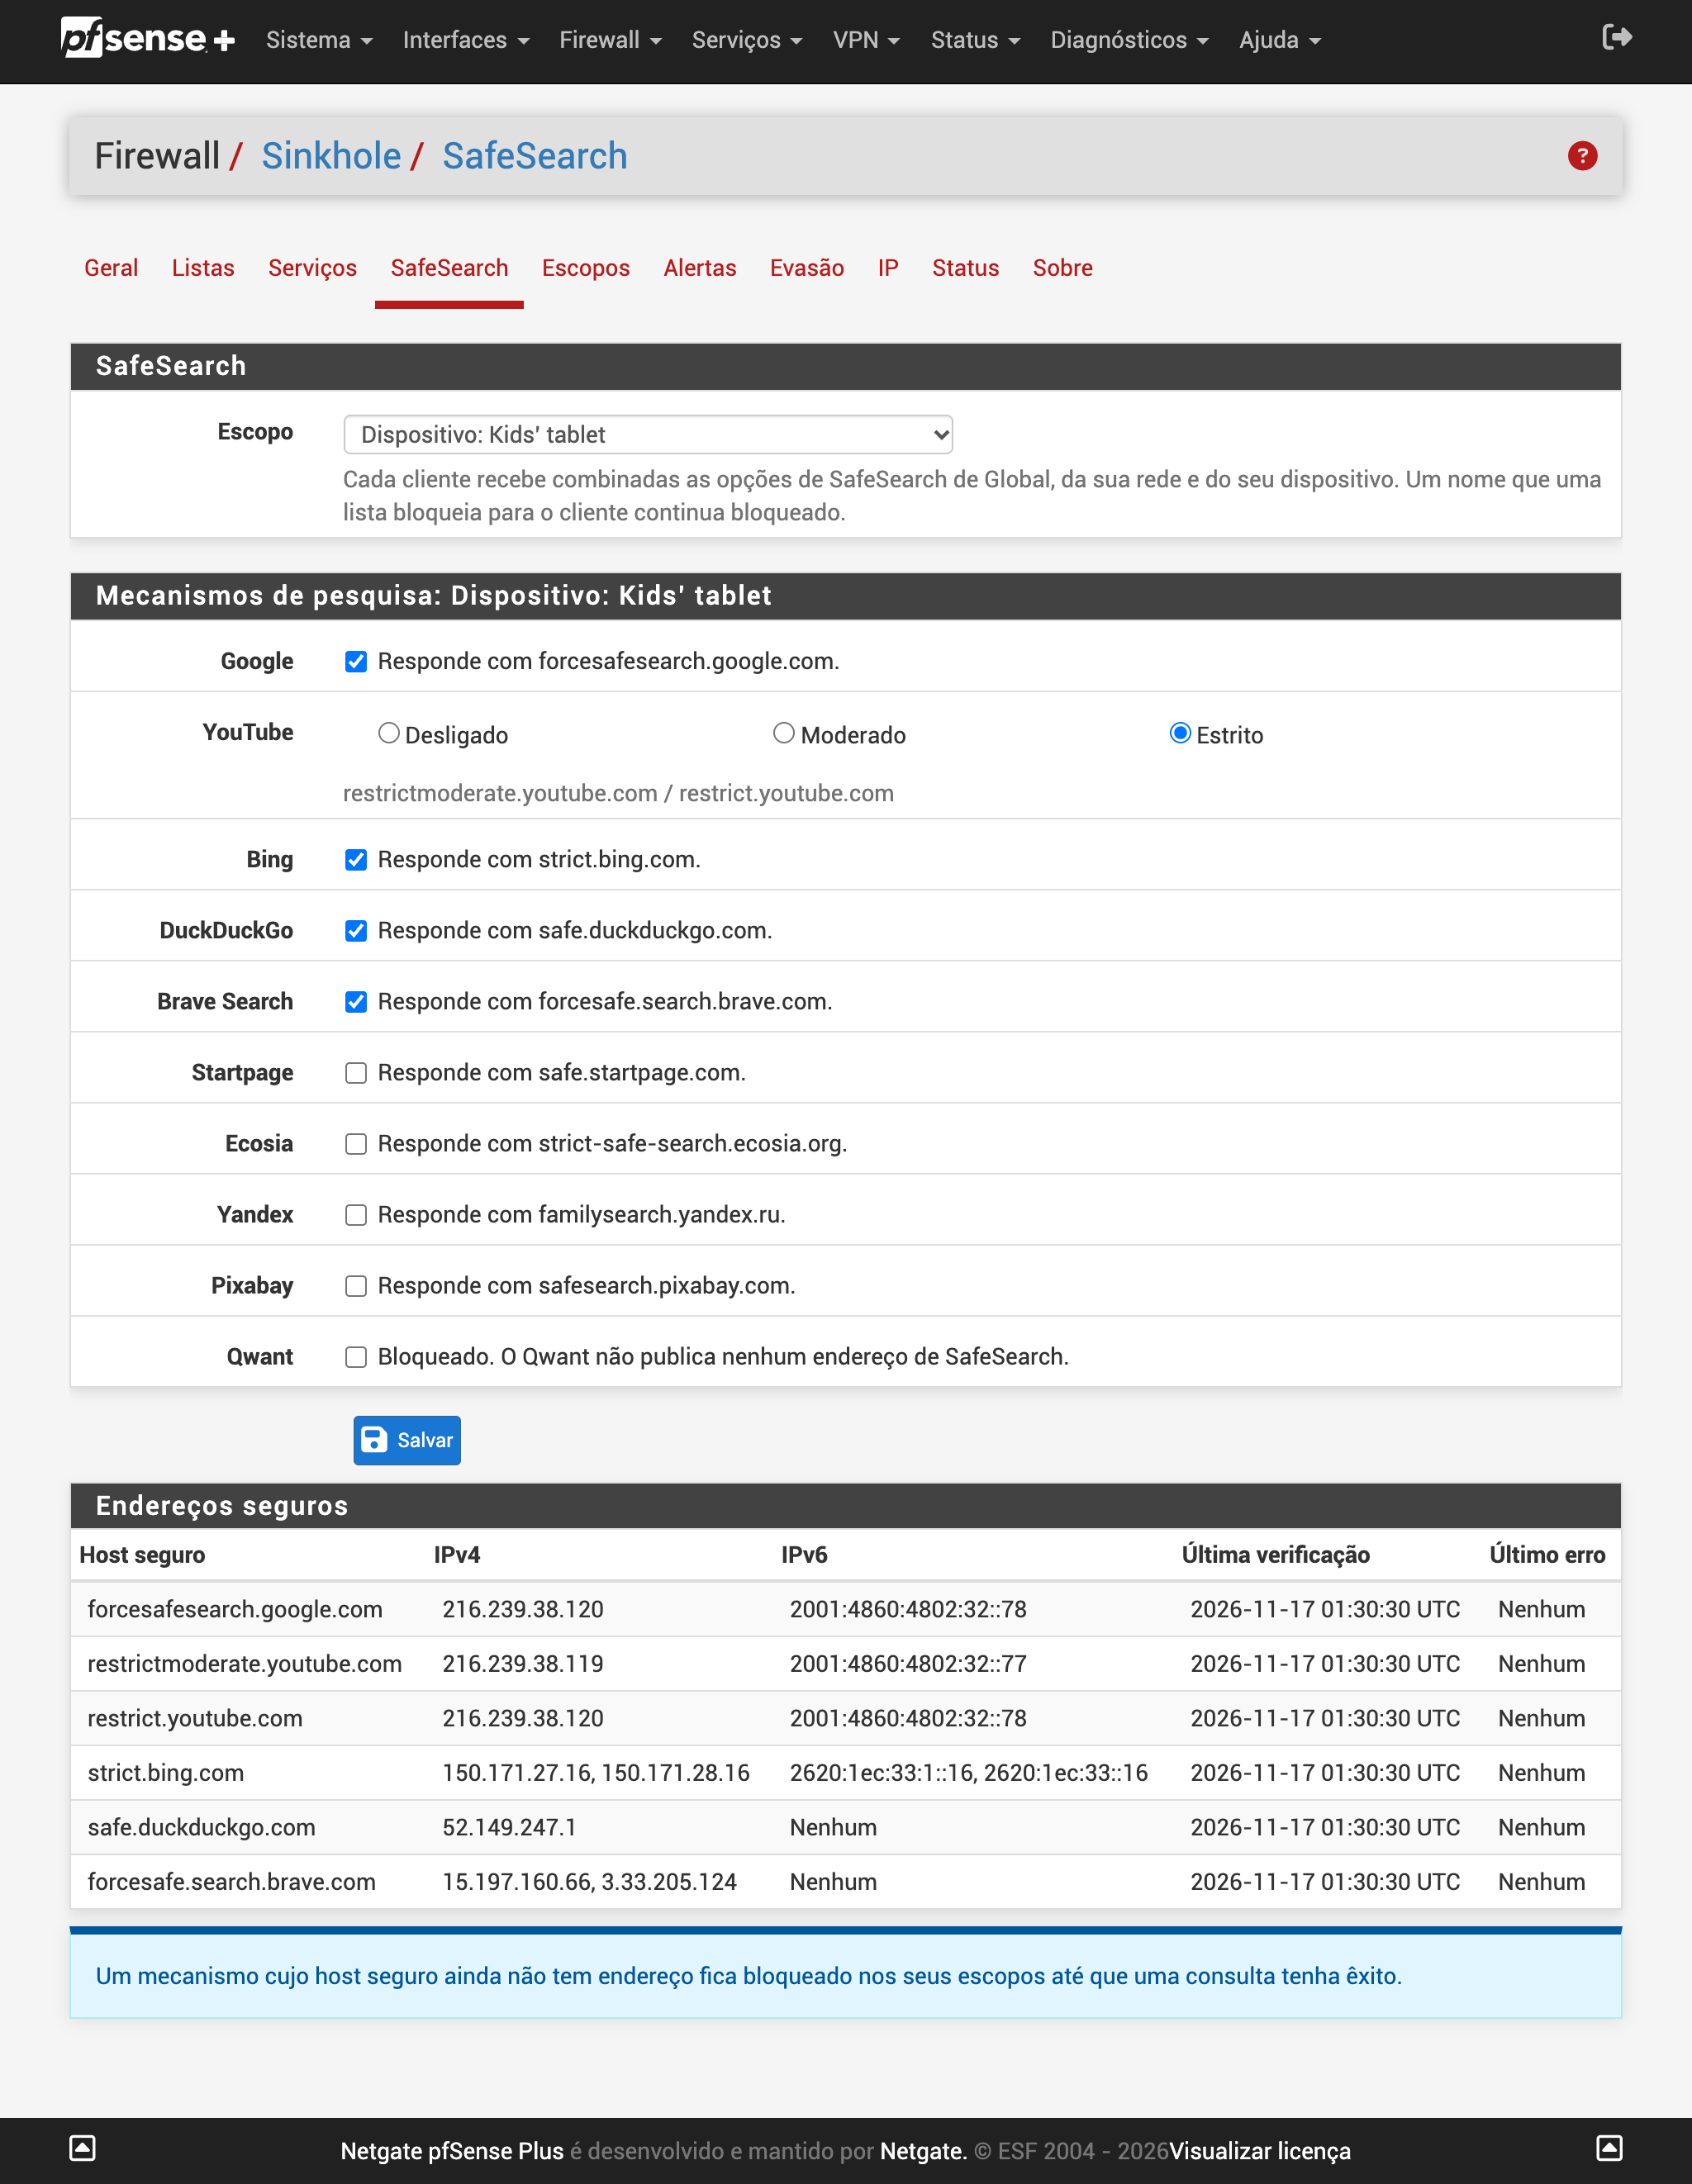 pfsense+ Sistema Interfaces Firewall Serviços VPN Status Diagnósticos Ajuda
Firewall / Sinkhole / SafeSearch ?
Geral Listas Serviços SafeSearch Escopos Alertas Evasão IP Status Sobre
SafeSearch
Escopo Dispositivo: Kids' tablet
Cada cliente recebe combinadas as opções de SafeSearch de Global, da sua rede e do seu dispositivo. Um nome que uma
lista bloqueia para o cliente continua bloqueado.
Mecanismos de pesquisa: Dispositivo: Kids' tablet
Google Responde com forcesafesearch.google.com.
YouTube Desligado Moderado Estrito
restrictmoderate.youtube.com / restrict.youtube.com
Bing Responde com strict.bing.com.
DuckDuckGo Responde com safe.duckduckgo.com.
Brave Search Responde com forcesafe.search.brave.com.
Startpage Responde com safe.startpage.com.
Ecosia Responde com strict-safe-search.ecosia.org.
Yandex Responde com familysearch.yandex.ru.
Pixabay Responde com safesearch.pixabay.com.
Qwant Bloqueado. O Qwant não publica nenhum endereço de SafeSearch.
Salvar
Endereços seguros
Host seguro IPv4 IPv6 Última verificação Último erro
forcesafesearch.google.com 216.239.38.120 2001:4860:4802:32::78 2026-11-17 01:30:30 UTC Nenhum
restrictmoderate.youtube.com 216.239.38.119 2001:4860:4802:32::77 2026-11-17 01:30:30 UTC Nenhum
restrict.youtube.com 216.239.38.120 2001:4860:4802:32::78 2026-11-17 01:30:30 UTC Nenhum
strict.bing.com 150.171.27.16, 150.171.28.16 2620:1ec:33:1::16, 2620:1ec:33::16 2026-11-17 01:30:30 UTC Nenhum
safe.duckduckgo.com 52.149.247.1 Nenhum 2026-11-17 01:30:30 UTC Nenhum
forcesafe.search.brave.com 15.197.160.66, 3.33.205.124 Nenhum 2026-11-17 01:30:30 UTC Nenhum
Um mecanismo cujo host seguro ainda não tem endereço fica bloqueado nos seus escopos até que uma consulta tenha êxito.
Netgate pfSense Plus é desenvolvido e mantido por Netgate. © ESF 2004 - 2026Visualizar licença